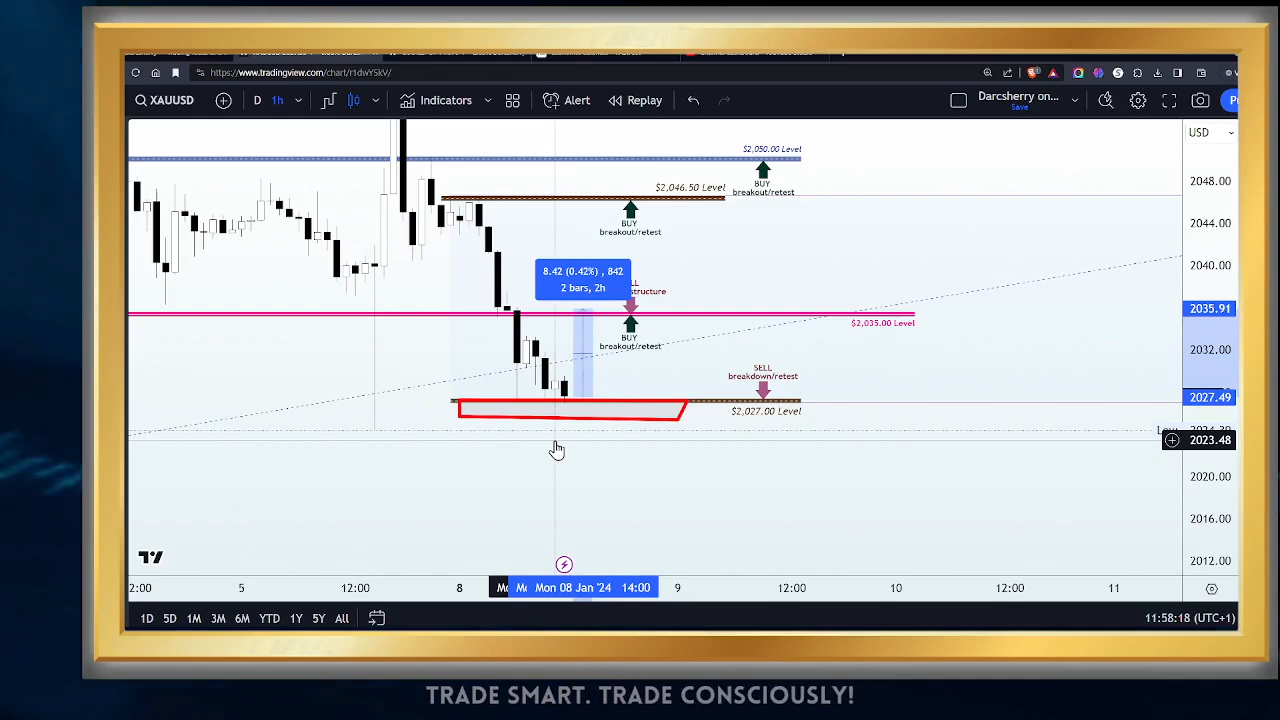 https://www.tradingview.com/chart/r1dwY5kV/
XAUUSD
D
1h
Indicators
Alert
Replay
Darcsherry on...
Save
USD
$2,050.00 Level
BUY
breakout/retest
$2,046.50 Level
BUY
breakout/retest
8.42 (0.42%) , 842
2 bars, 2h
$2,035.00 Level
BUY
breakout/retest
SELL
breakdown/retest
$2,027.00 Level
2048.00
2044.00
2040.00
2035.91
2032.00
2027.49
2023.48
2020.00
2016.00
2012.00
2:00
5
12:00
8
Mon 08 Jan '24 14:00
9
12:00
10
12:00
11
1D 5D 1M 3M 6M YTD 1Y 5Y All
11:58:18 (UTC+1)
TRADE SMART. TRADE CONSCIOUSLY!